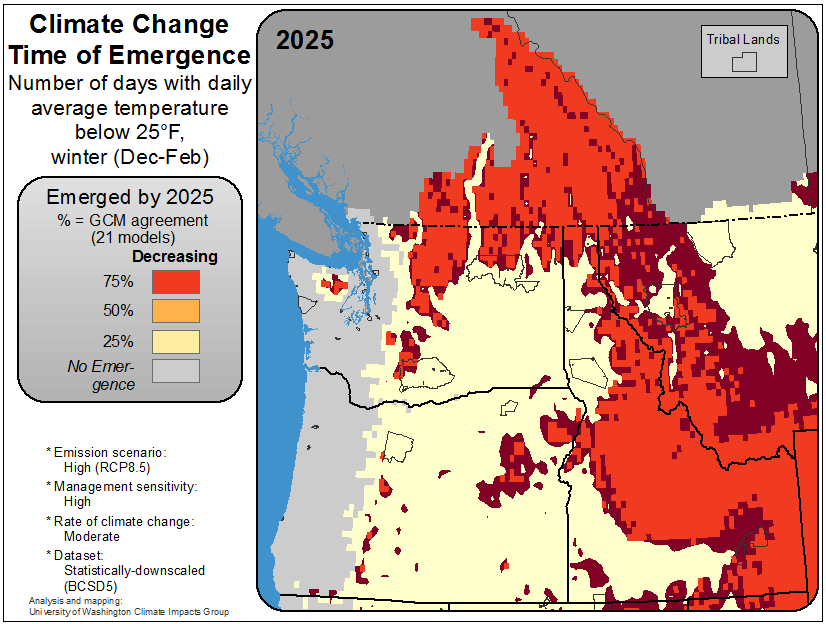 Climate Change
Time of Emergence
Number of days with daily
average temperature
below 25°F,
winter (Dec-Feb)
Emerged by 2025
% = GCM agreement
(21 models)
Decreasing
75%
50%
25%
No Emer-
gence
* Emission scenario:
High (RCP8.5)
* Management sensitivity:
High
* Rate of climate change:
Moderate
* Dataset:
Statistically-downscaled
(BCSD5)
Analysis and mapping:
University of Washington Climate Impacts Group
2025
Tribal Lands